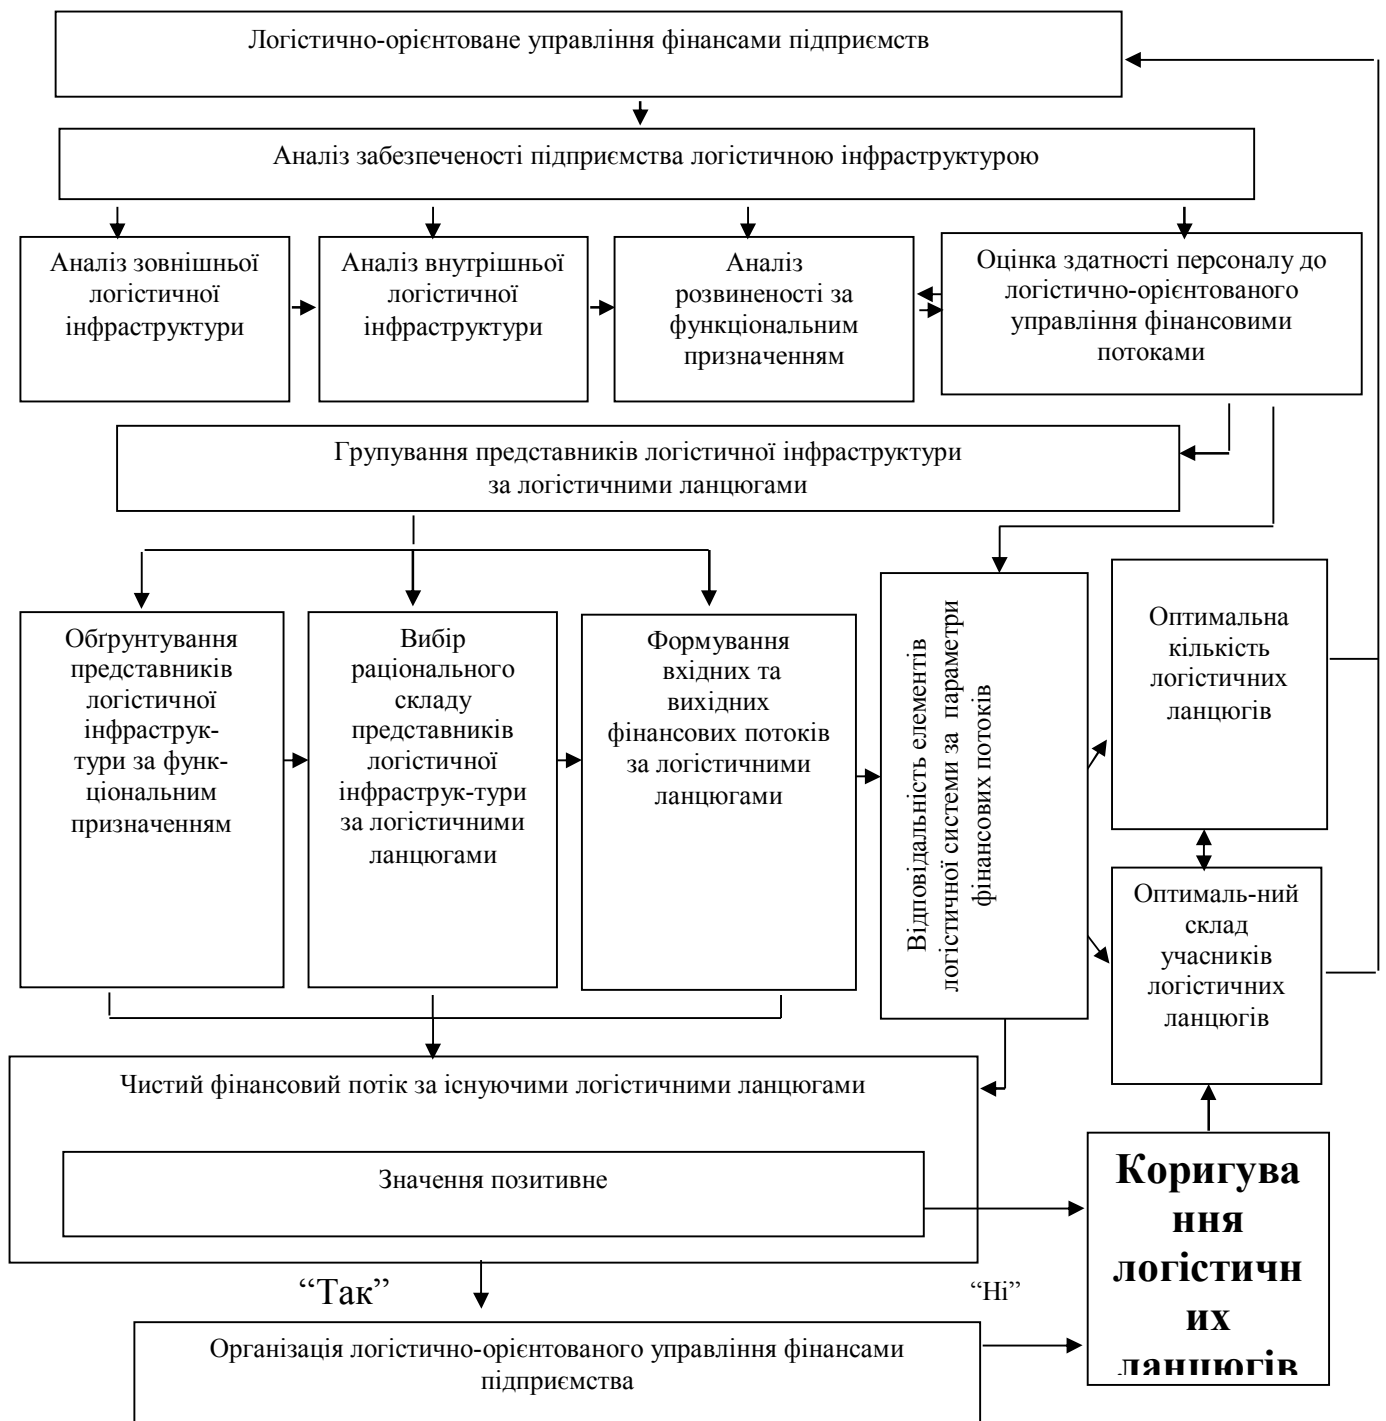 Логістично-орієнтоване управління фінансами підприємств
Аналіз забезпеченості підприємства логістичною інфраструктурою
Аналіз зовнішньої
логістичної
інфраструктури
Аналіз внутрішньої
логістичної
інфраструктури
Аналіз
розвиненості за
функціональним
призначенням
Оцінка здатності персоналу до
логістично-орієнтованого
управління фінансовими
потоками
Групування представників логістичної інфраструктури
за логістичними ланцюгами
Обґрунтування
представників
логістичної
інфраструк-
тури за функ-
ціональним
призначенням
Вибір
раціонального
складу
представників
логістичної
інфраструк-тури
за логістичними
ланцюгами
Формування
вхідних та
вихідних
фінансових потоків
за логістичними
ланцюгами
Відповідальність елементів
логістичної системи за параметри
фінансових потоків
Оптимальна
кількість
логістичних
ланцюгів
Оптималь-ний
склад
учасників
логістичних
ланцюгів
Чистий фінансовий потік за існуючими логістичними ланцюгами
Значення позитивне
Коригува
ння
логістичн
их
ланцюгів
“Так”
“Ні”
Організація логістично-орієнтованого управління фінансами
підприємства